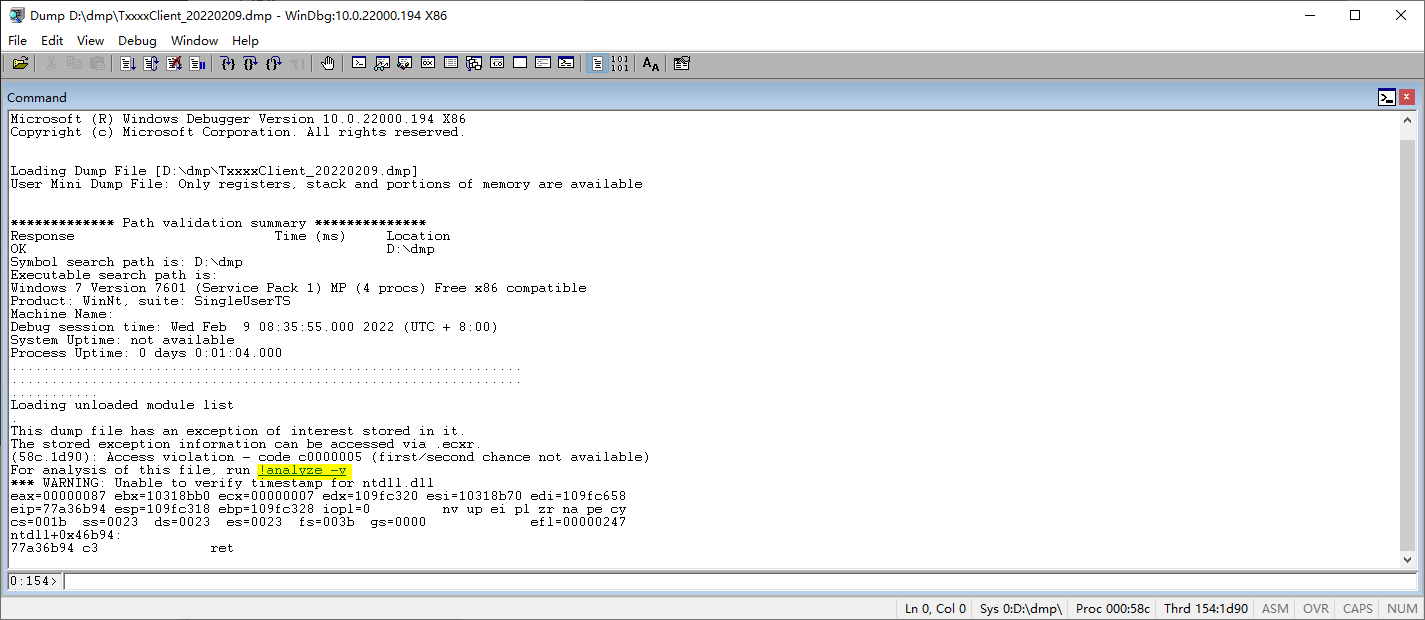 Dump D:\dmp\TxxxxClient_20220209.dmp - WinDbg:10.0.22000.194 X86
File Edit View Debug Window Help
Command
Microsoft (R) Windows Debugger Version 10.0.22000.194 X86
Copyright (c) Microsoft Corporation. All rights reserved.
Loading Dump File [D:\dmp\TxxxxClient_20220209.dmp]
User Mini Dump File: Only registers, stack and portions of memory are available
************* Path validation summary **************
Response                         Time (ms)     Location
OK                                             D:\dmp
Symbol search path is: D:\dmp
Executable search path is:
Windows 7 Version 7601 (Service Pack 1) MP (4 procs) Free x86 compatible
Product: WinNt, suite: SingleUserTS
Machine Name:
Debug session time: Wed Feb  9 08:35:55.000 2022 (UTC + 8:00)
System Uptime: not available
Process Uptime: 0 days 0:01:04.000
................................................................
................................................................
...........
Loading unloaded module list
.
This dump file has an exception of interest stored in it.
The stored exception information can be accessed via .ecxr.
(58c.1d90): Access violation - code c0000005 (first/second chance not available)
For analysis of this file, run !analyze -v
*** WARNING: Unable to verify timestamp for ntdll.dll
eax=00000087 ebx=10318bb0 ecx=00000007 edx=109fc320 esi=10318b70 edi=109fc658
eip=77a36b94 esp=109fc318 ebp=109fc328 iopl=0         nv up ei pl zr na pe cy
cs=001b  ss=0023  ds=0023  es=0023  fs=003b  gs=0000             efl=00000247
ntdll+0x46b94:
77a36b94 c3              ret
0:154>
Ln 0, Col 0 Sys 0:D:\dmp\ Proc 000:58c Thrd 154:1d90 ASM OVR CAPS NUM